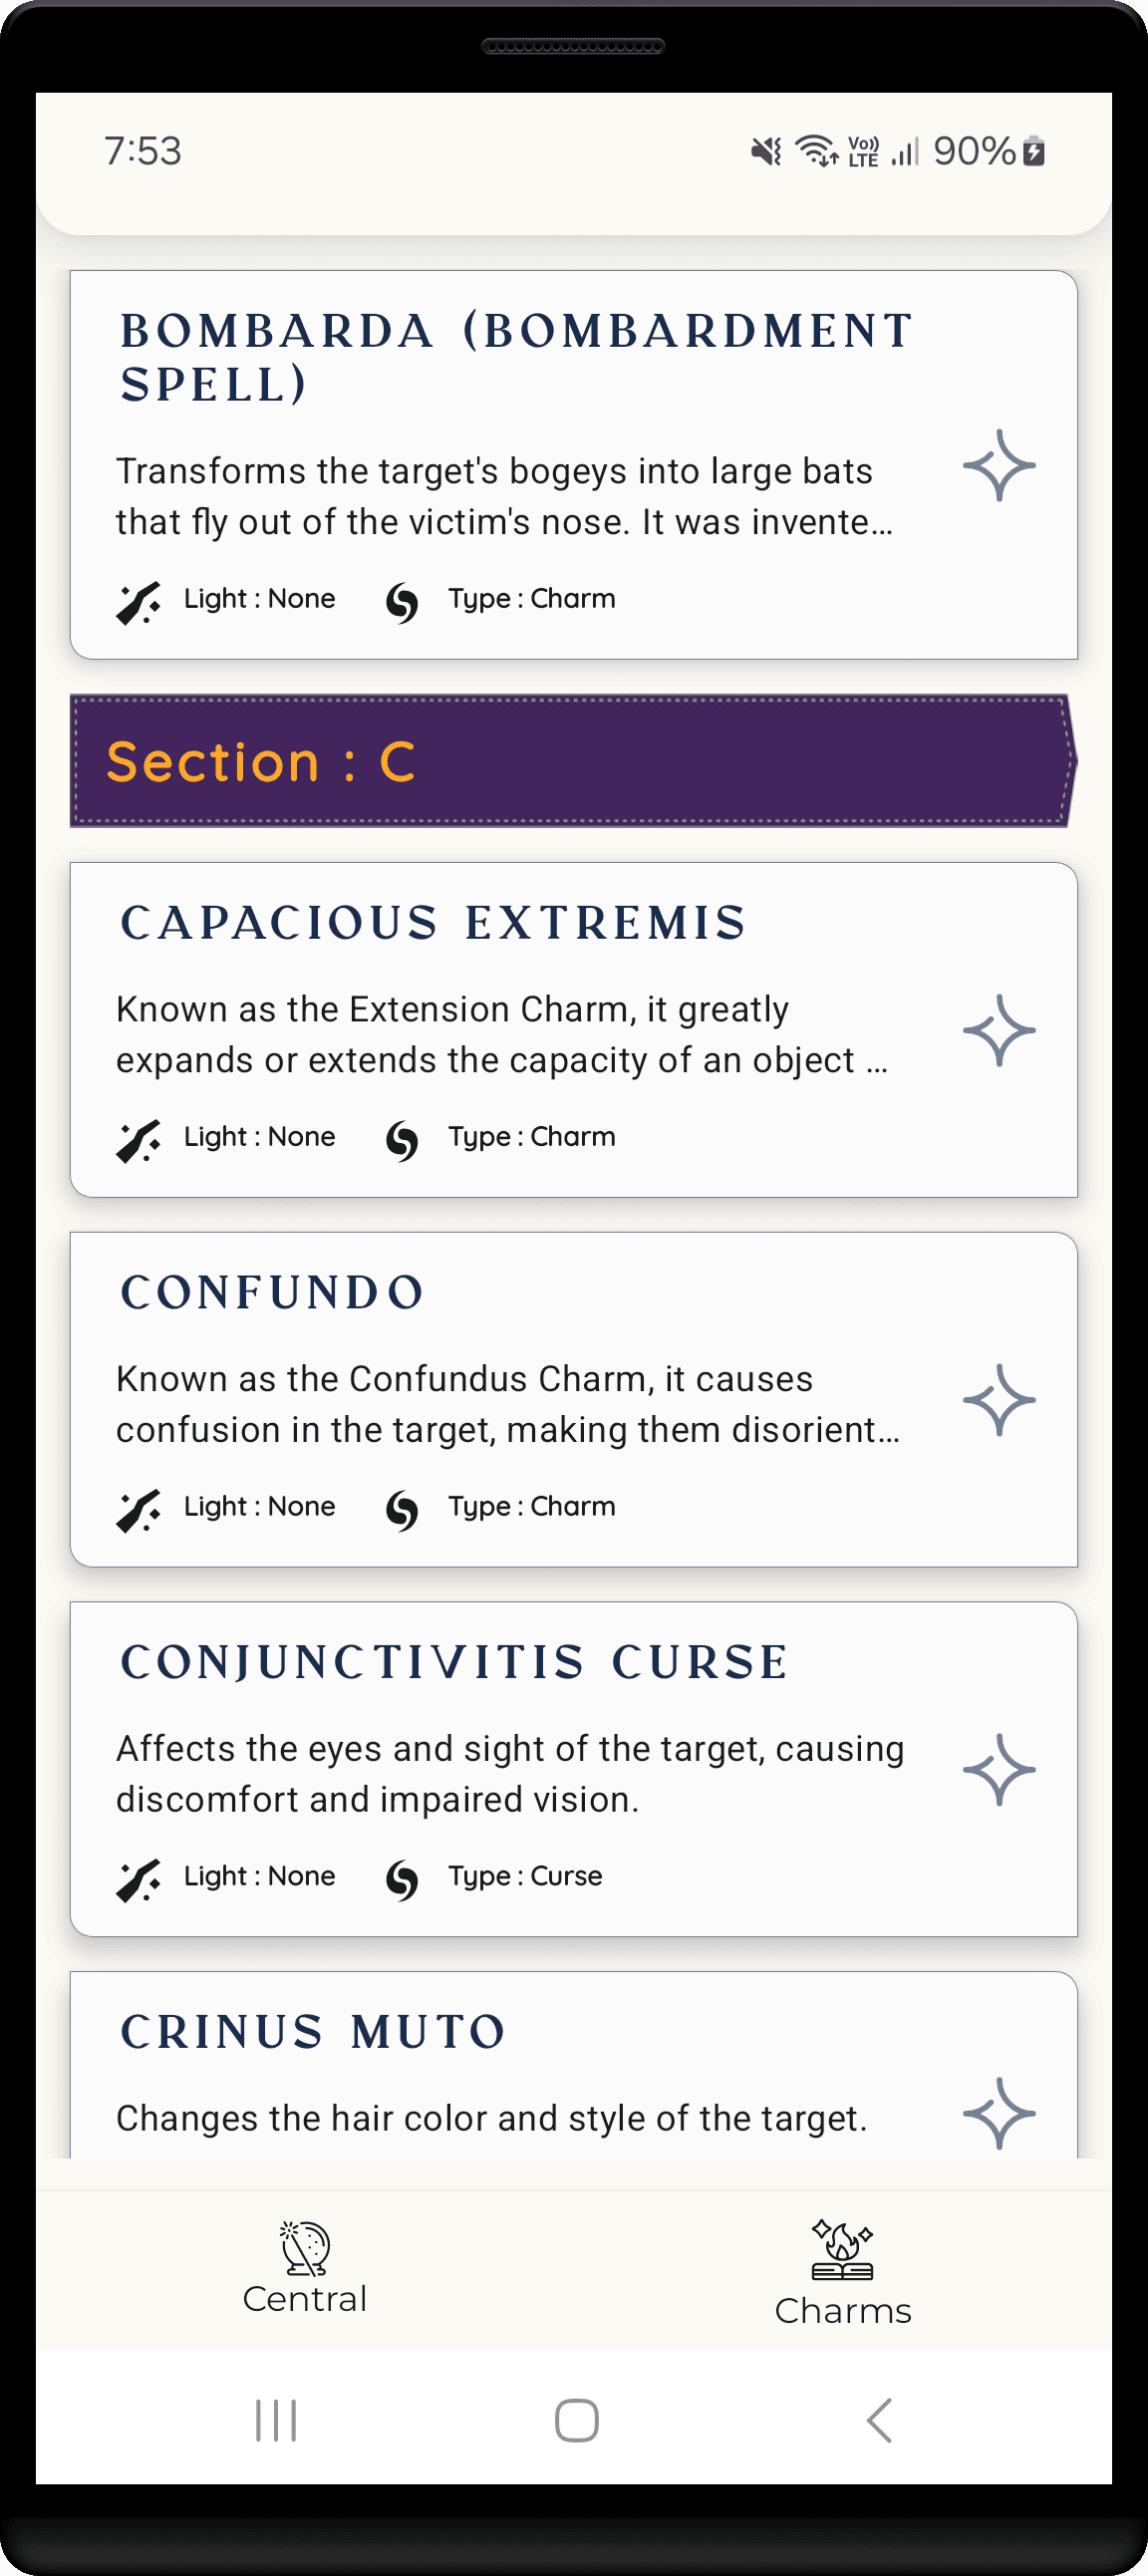 7:53
Vo))
LTE
90%
BOMBARDA (BOMBARDMENT
SPELL)
Transforms the target's bogeys into large bats
that fly out of the victim's nose. It was invente...
Light : None
Type : Charm
Section : C
CAPACIOUS EXTREMIS
Known as the Extension Charm, it greatly
expands or extends the capacity of an object ...
Light : None
Type : Charm
CONFUNDO
Known as the Confundus Charm, it causes
confusion in the target, making them disorient...
Light : None
Type : Charm
CONJUNCTIVITIS CURSE
Affects the eyes and sight of the target, causing
discomfort and impaired vision.
Light : None
Type : Curse
CRINUS MUTO
Changes the hair color and style of the target.
Central
Charms